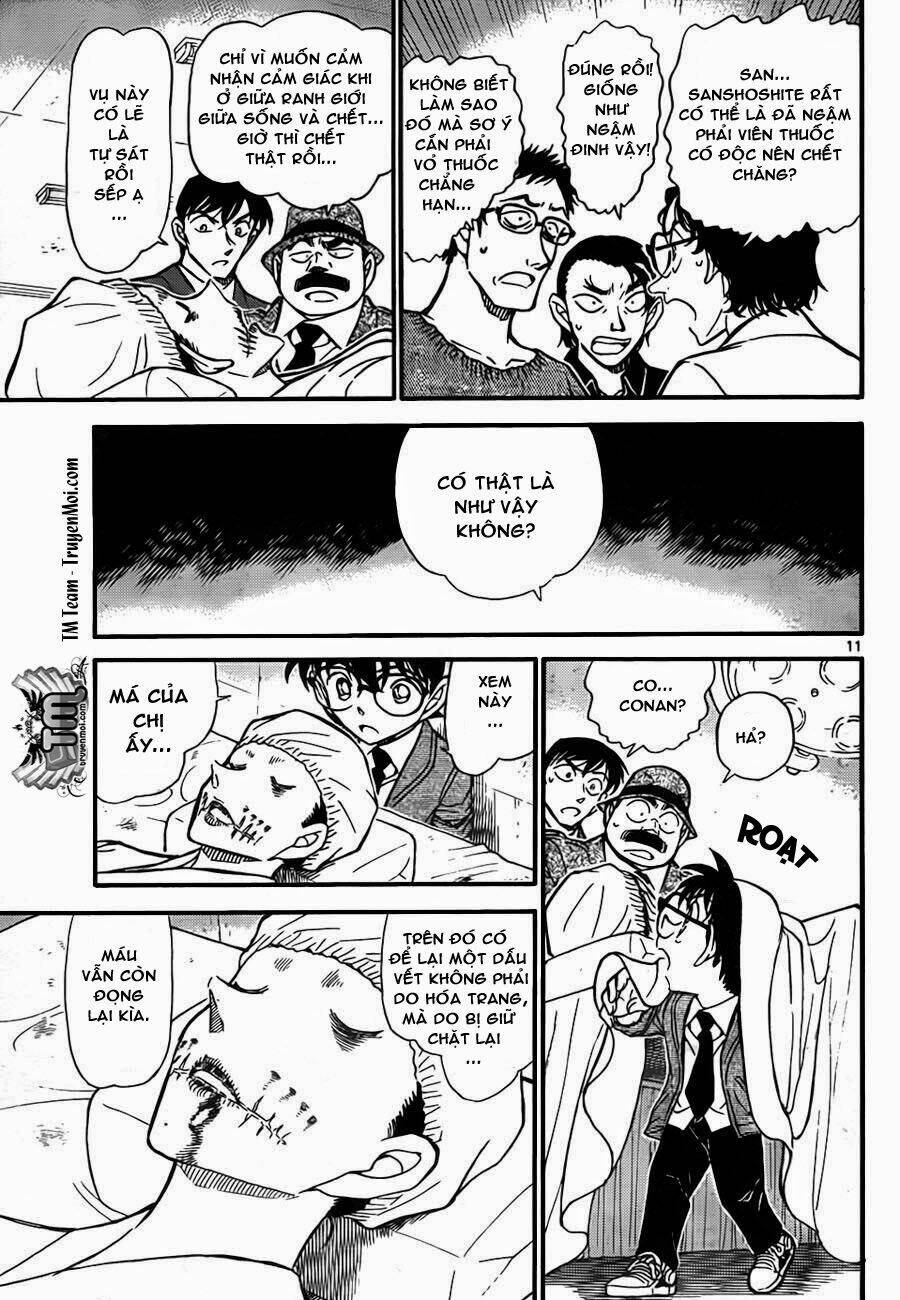 SAN...
SANSHOSHITE RẤT
CÓ THỂ LÀ ĐÃ NGẬM
PHẢI VIÊN THUỐC
CÓ ĐỘC NÊN CHẾT
CHĂNG?
ĐÚNG RỒI!
GIỐNG
NHƯ
NGẬM
ĐINH VẬY!
KHÔNG BIẾT
LÀM SAO
ĐÓ MÀ SƠ Ý
CẮN PHẢI
VỎ THUỐC
CHẲNG
HẠN...
CHỈ VÌ MUỐN CẢM
NHẬN CẢM GIÁC KHI
Ở GIỮA RANH GIỚI
GIỮA SỐNG VÀ CHẾT...
GIỜ THÌ CHẾT
THẬT RỒI...
VỤ NÀY
CÓ LẼ
LÀ
TỰ SÁT
RỒI
SẾP Ạ
...
CÓ THẬT LÀ
NHƯ VẬY
KHÔNG?
TM Team - TruyenMoi.com
11
CO...
CONAN?
HẢ?
ROẠT
XEM
NÀY
...
MÁ CỦA
CHỊ
ẤY...
TM
truyenmoi.com
TRÊN ĐÓ CÓ
ĐỂ LẠI MỘT DẤU
VẾT KHÔNG PHẢI
DO HÓA TRANG,
MÀ DO BỊ GIỮ
CHẶT LẠI
...
MÁU
VẪN CÒN
ĐỌNG
LẠI KÌA.